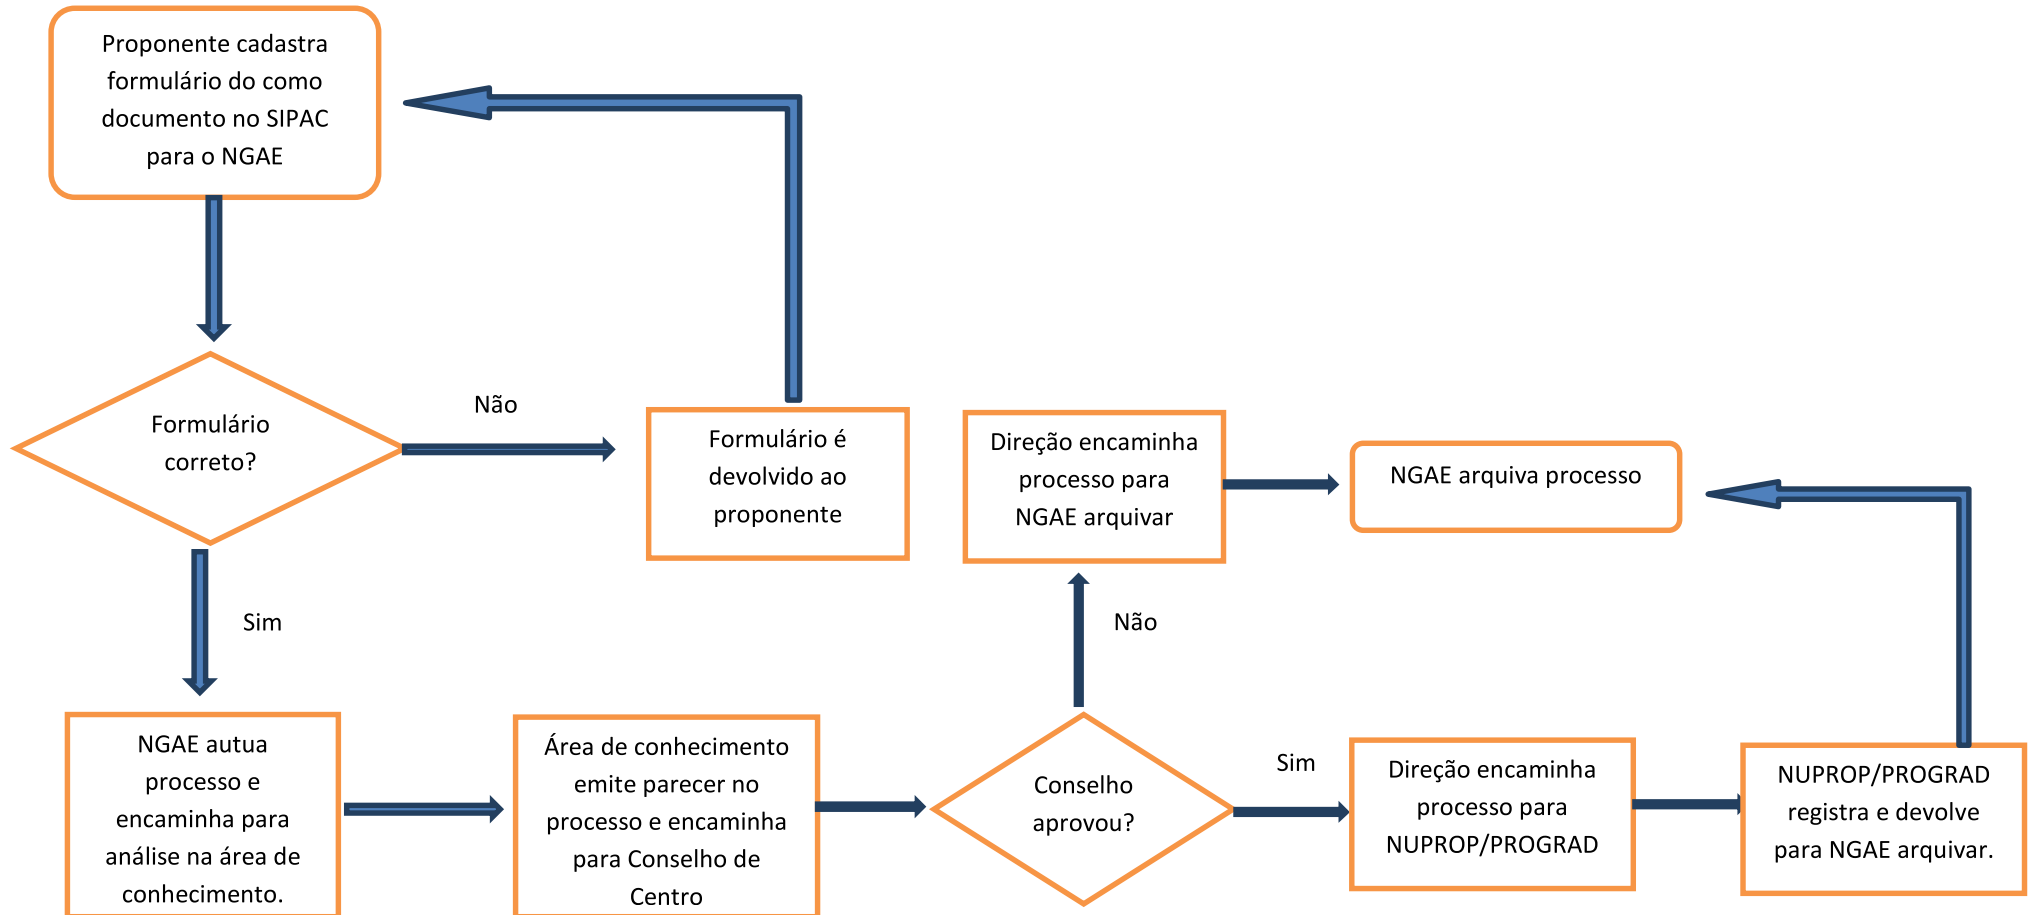 Proponente cadastra
formulário do como
documento no SIPAC
para o NGAE
Formulário
correto?
Não
Formulário é
devolvido ao
proponente
Sim
NGAE autua
processo e
encaminha para
análise na área de
conhecimento.
Área de conhecimento
emite parecer no
processo e encaminha
para Conselho de
Centro
Conselho
aprovou?
Não
Direção encaminha
processo para
NGAE arquivar
NGAE arquiva processo
Sim
Direção encaminha
processo para
NUPROP/PROGRAD
NUPROP/PROGRAD
registra e devolve
para NGAE arquivar.